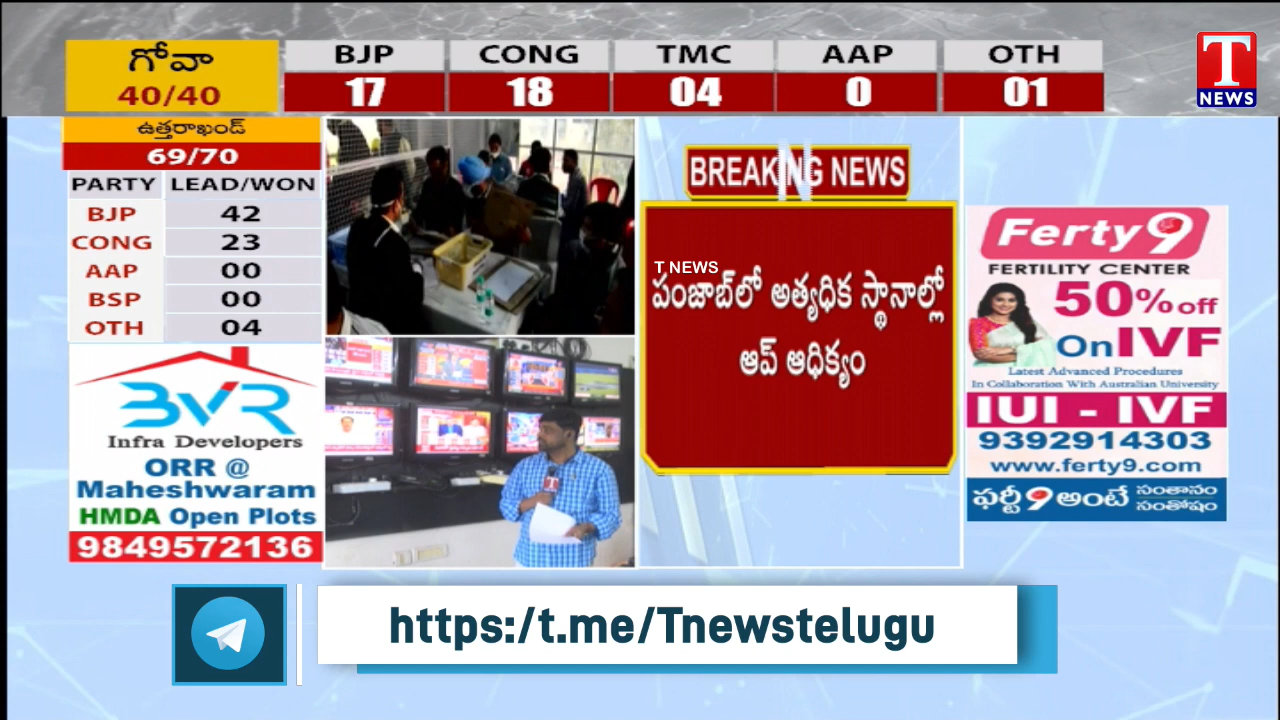 గోవా
40/40
BJP CONG TMC AAP OTH
17 18 04 0 01
T
NEWS
ఉత్తరాఖండ్
69/70
PARTY LEAD/WON
BJP 42
CONG 23
AAP 00
BSP 00
OTH 04
BVR
Infra Developers
ORR @
Maheshwaram
HMDA Open Plots
9849572136
BREAKING NEWS
T NEWS
పంజాబ్‌లో అత్యధిక స్థానాల్లో
ఆప్ ఆధిక్యం
Ferty9
FERTILITY CENTER
50% off
On IVF
Latest Advanced Procedures
In Collaboration With Australian University
IUI - IVF
9392914303
www.ferty9.com
ఫర్టీ9 అంటే సంతానం సంతోషం
https:/t.me/Tnewstelugu